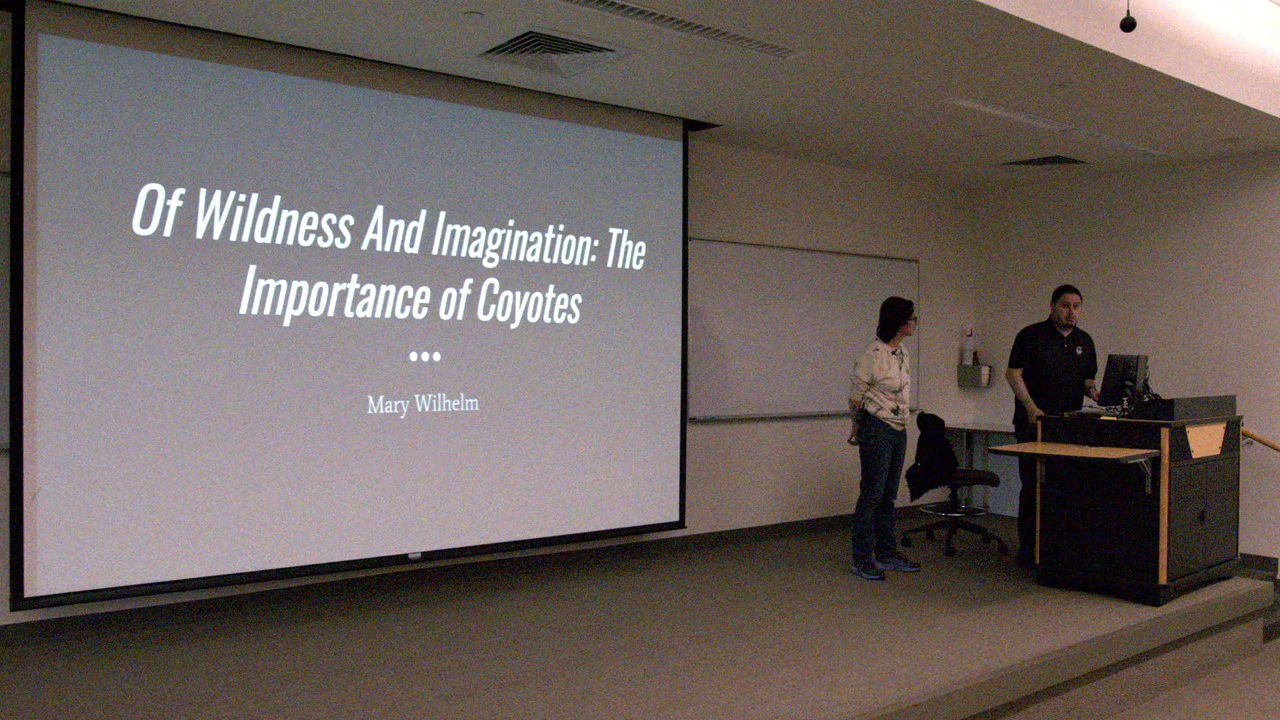 Of Wildness And Imagination: The
Importance of Coyotes
Mary Wilhelm